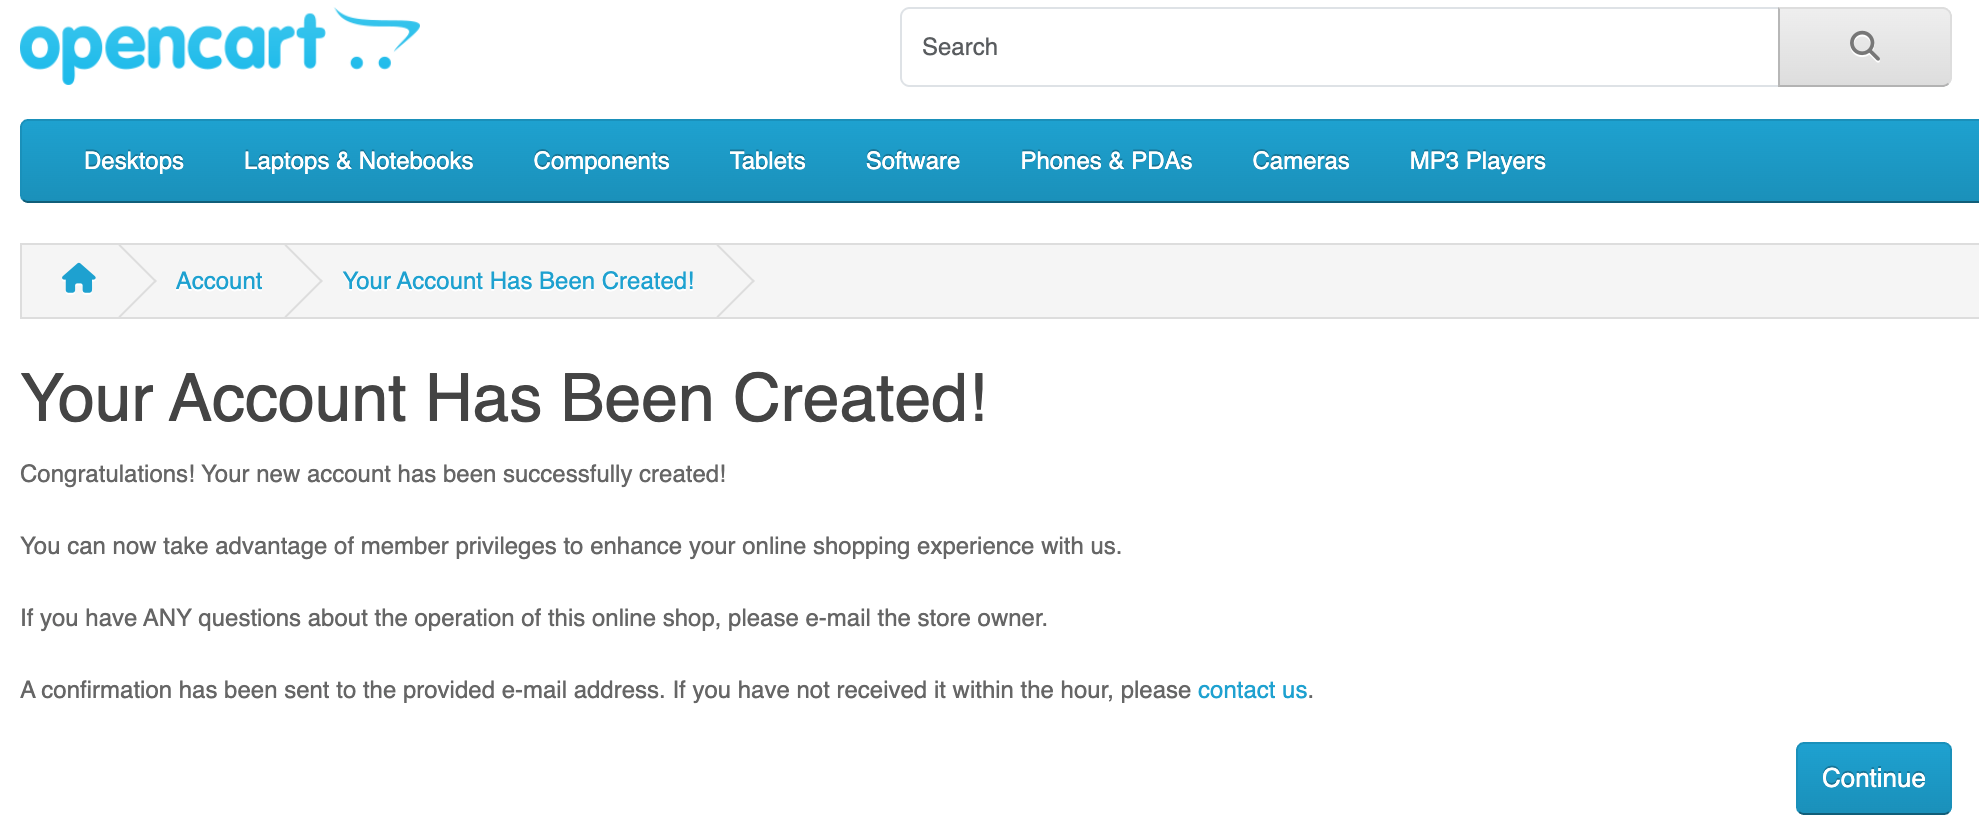 opencart
Search
Desktops Laptops & Notebooks Components Tablets Software Phones & PDAs Cameras MP3 Players
Account Your Account Has Been Created!
Your Account Has Been Created!
Congratulations! Your new account has been successfully created!
You can now take advantage of member privileges to enhance your online shopping experience with us.
If you have ANY questions about the operation of this online shop, please e-mail the store owner.
A confirmation has been sent to the provided e-mail address. If you have not received it within the hour, please contact us.
Continue